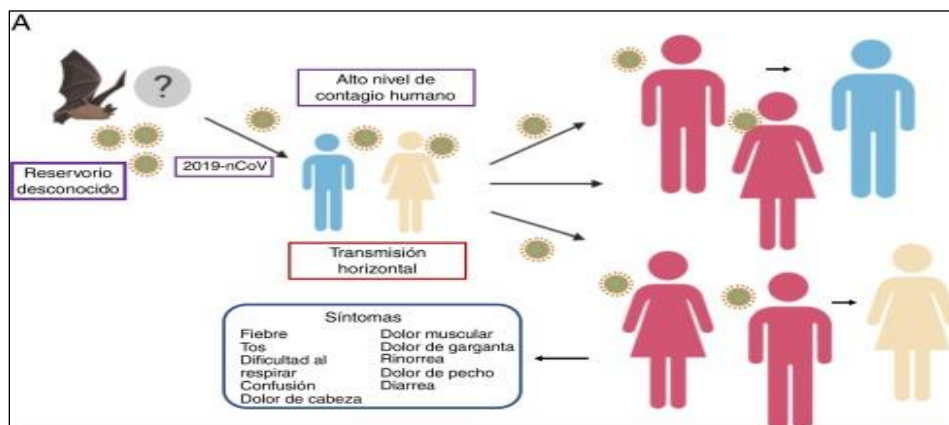 A
?
Alto nivel de
contagio humano
Reservorio
desconocido
2019-nCoV
Transmisión
horizontal
Síntomas
Fiebre
Tos
Dificultad al
respirar
Confusión
Dolor de cabeza
Dolor muscular
Dolor de garganta
Rinorrea
Dolor de pecho
Diarrea